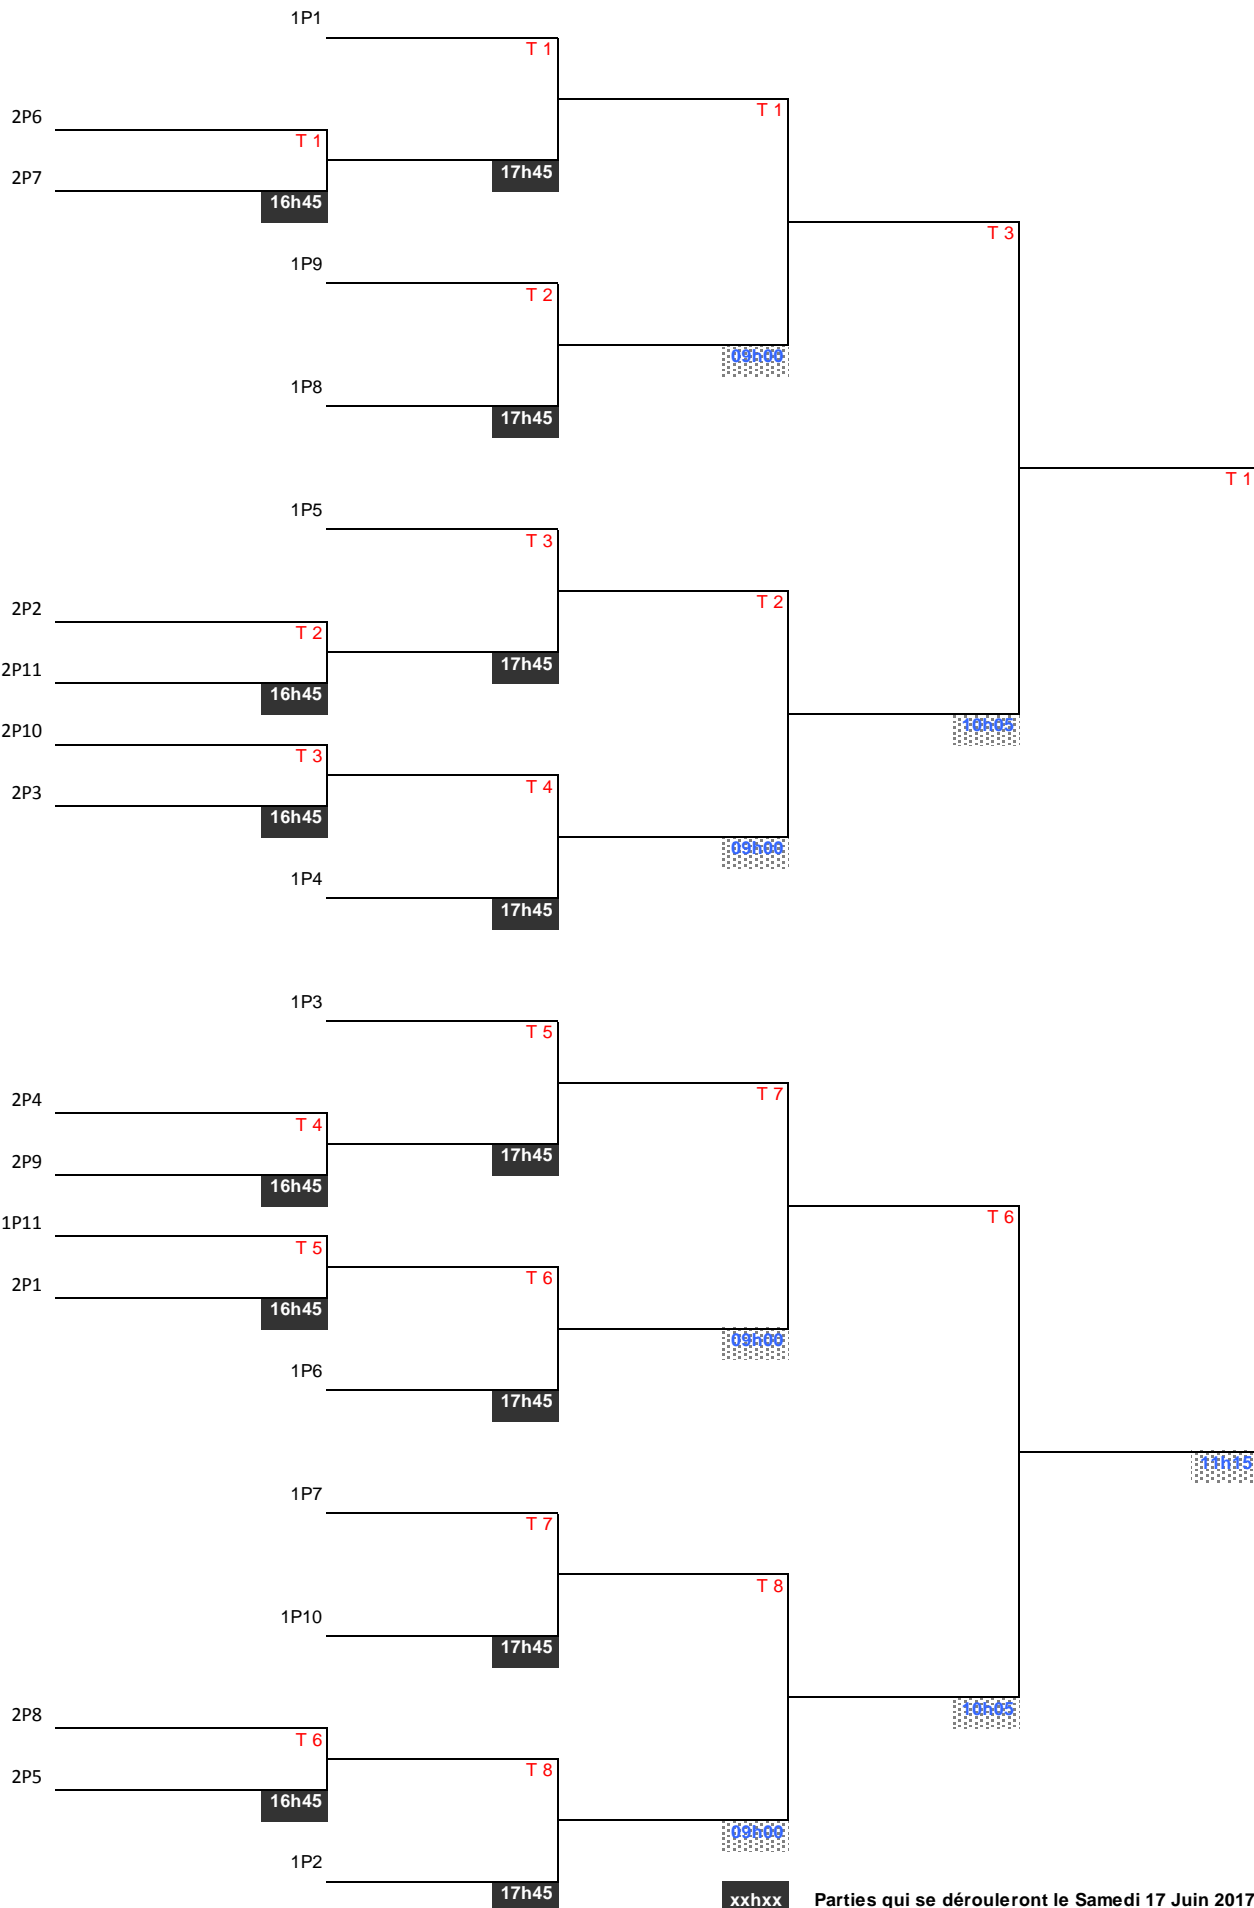 1P1
T 1
T 1
2P6
T 1
17h45
2P7
16h45
T 3
1P9
T 2
09h00
1P8
17h45
T 1
1P5
T 3
T 2
2P2
T 2
17h45
2P11
16h45
10h05
2P10
T 3
T 4
2P3
16h45
09h00
1P4
17h45
1P3
T 5
T 7
2P4
T 4
17h45
2P9
16h45
1P11
T 6
T 5
T 6
2P1
16h45
09h00
1P6
17h45
11h15
1P7
T 7
T 8
1P10
17h45
10h05
2P8
T 6
T 8
2P5
16h45
09h00
1P2
17h45
xxhxx Parties qui se dérouleront le Samedi 17 Juin 2017